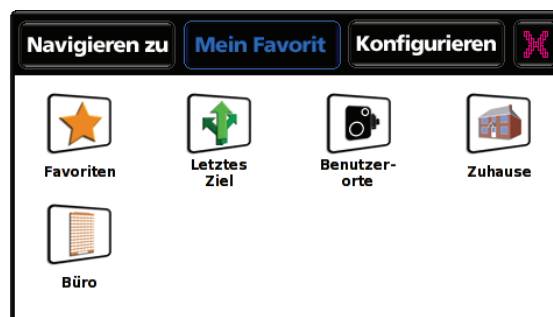 Navigieren zu
Mein Favorit
Konfigurieren
Favoriten
Letztes
Ziel
Benutzer-
orte
Zuhause
Büro